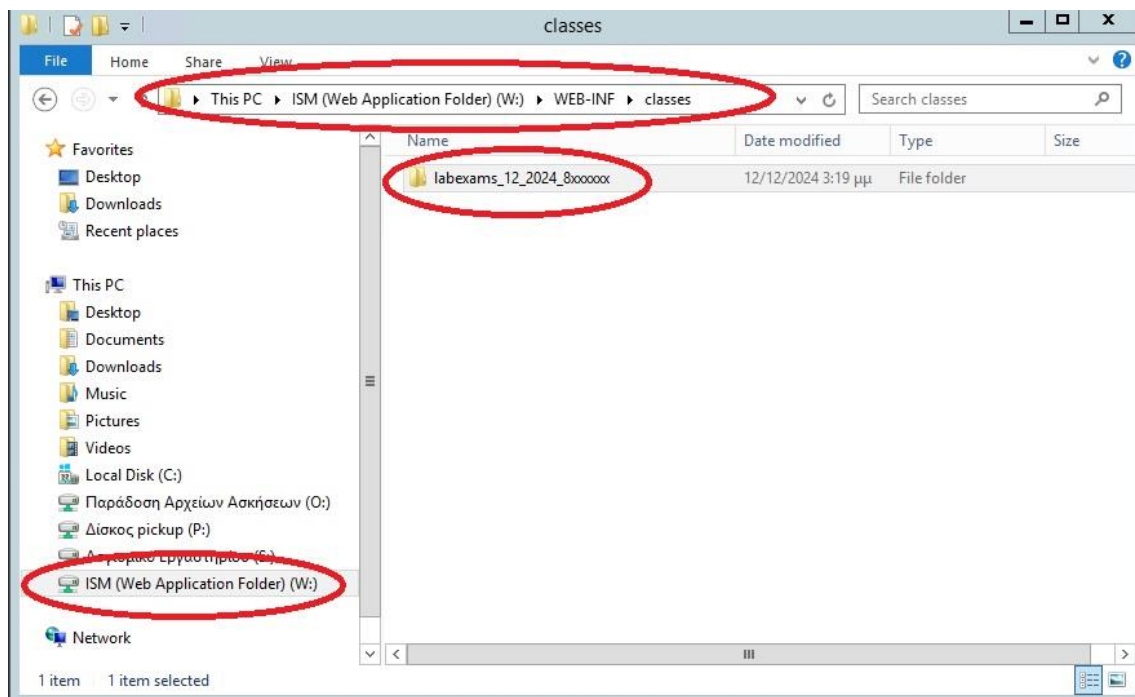 classes
File Home Share View
This PC ISM (Web Application Folder) (W:) WEB-INF classes
Search classes
Name Date modified Type Size
labexams_12_2024_8xxxxxx 12/12/2024 3:19 μμ File folder
Favorites
Desktop
Downloads
Recent places
This PC
Desktop
Documents
Downloads
Music
Pictures
Videos
Local Disk (C:)
Παράδοση Αρχείων Ασκήσεων (O:)
Δίσκος pickup (P:)
Λογισμικό Εργαστηρίου (S:)
ISM (Web Application Folder) (W:)
Network
1 item 1 item selected